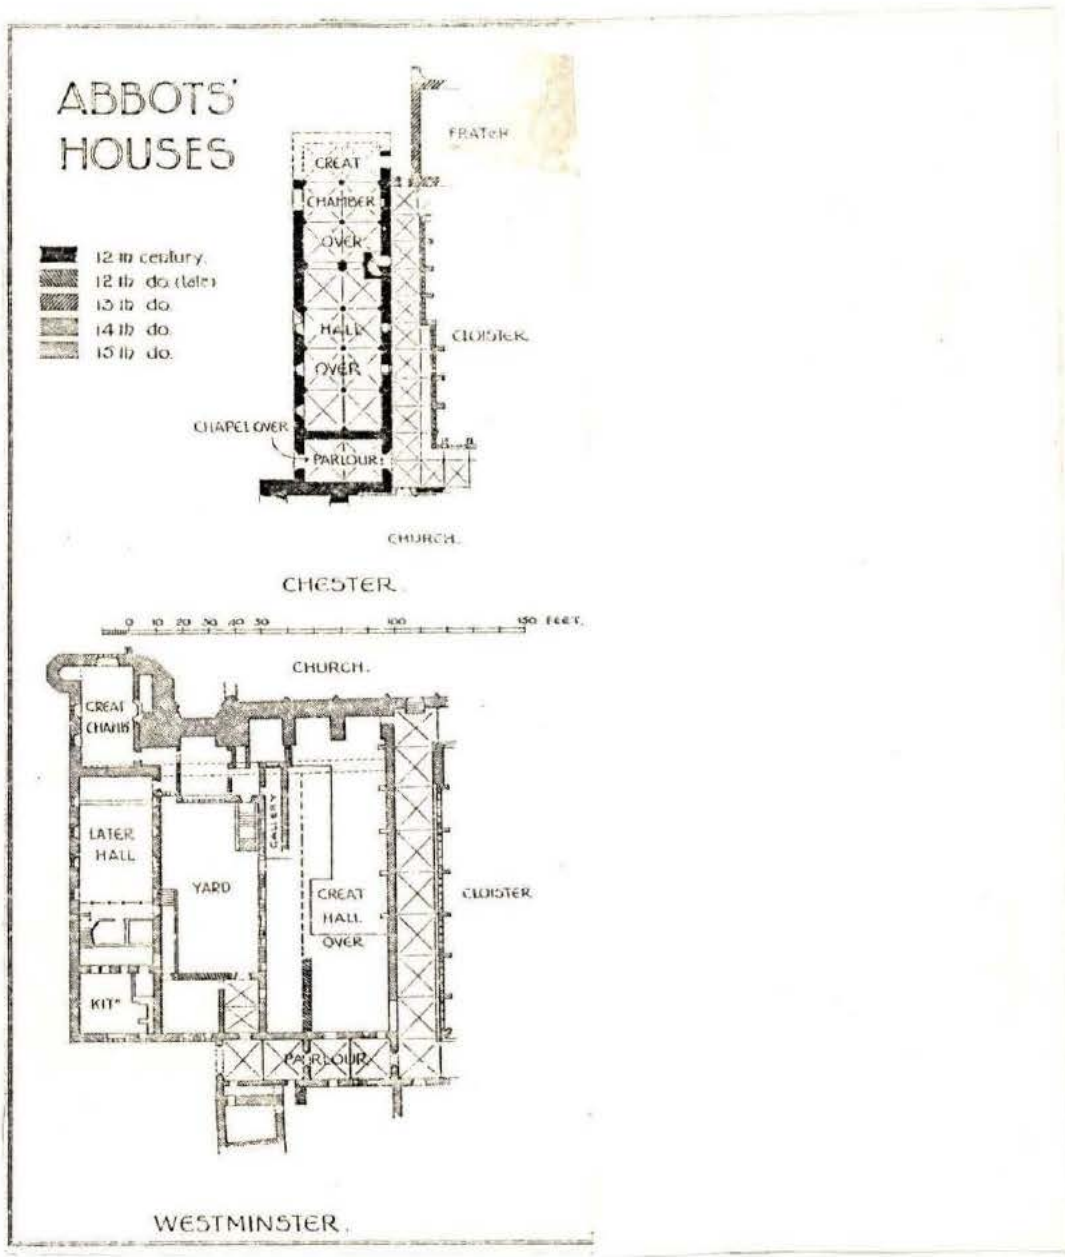 ABBOTS'
HOUSES
12 th century.
12 th do. (late)
13 th do.
14 th do.
15 th do.
FRATER
GREAT
CHAMBER
OVER
HALL
OVER
CLOISTER.
CHAPEL OVER
PARLOUR
CHURCH.
CHESTER.
0 10 20 30 40 50 100 150 FEET.
CHURCH.
GREAT
CHAMB
LATER
HALL
YARD
GALLERY
GREAT
HALL
OVER
CLOISTER
KITN
PARLOUR
WESTMINSTER.